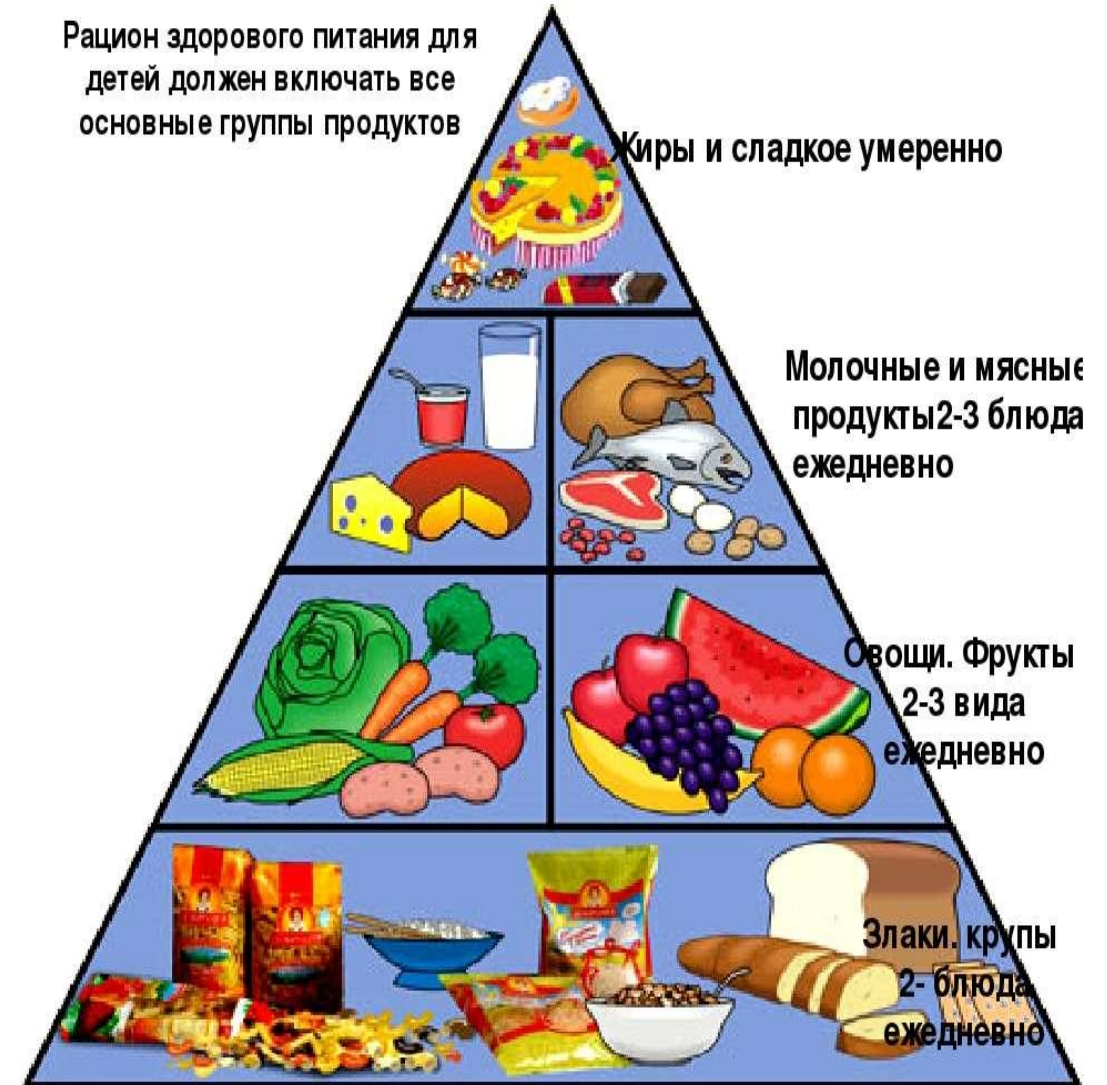 Рацион здорового питания для
детей должен включать все
основные группы продуктов
Жиры и сладкое умеренно
Молочные и мясные
продукты2-3 блюда
ежедневно
Овощи. Фрукты
2-3 вида
ежедневно
Злаки. крупы
2- блюда
ежедневно